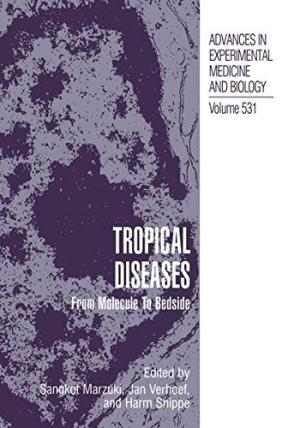 ADVANCES IN
EXPERIMENTAL
MEDICINE
AND BIOLOGY
Volume 531
TROPICAL
DISEASES
From Molecule To Bedside
Edited by
Sangkot Marzuki, Jan Verhoef,
and Harm Snippe